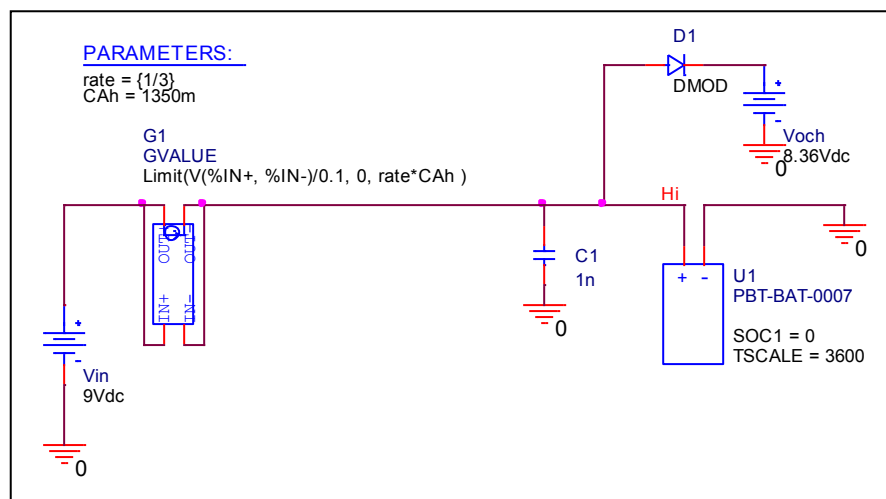 PARAMETERS:
rate = {1/3}
CAh = 1350m
D1
DMOD
+
-
Voch
8.36Vdc
0
G1
GVALUE
Limit(V(%IN+, %IN-)/0.1, 0, rate*CAh )
OUT+
OUT-
IN+
IN-
Hi
0
C1
1n
0
+ -
U1
PBT-BAT-0007
SOC1 = 0
TSCALE = 3600
+
-
Vin
9Vdc
0